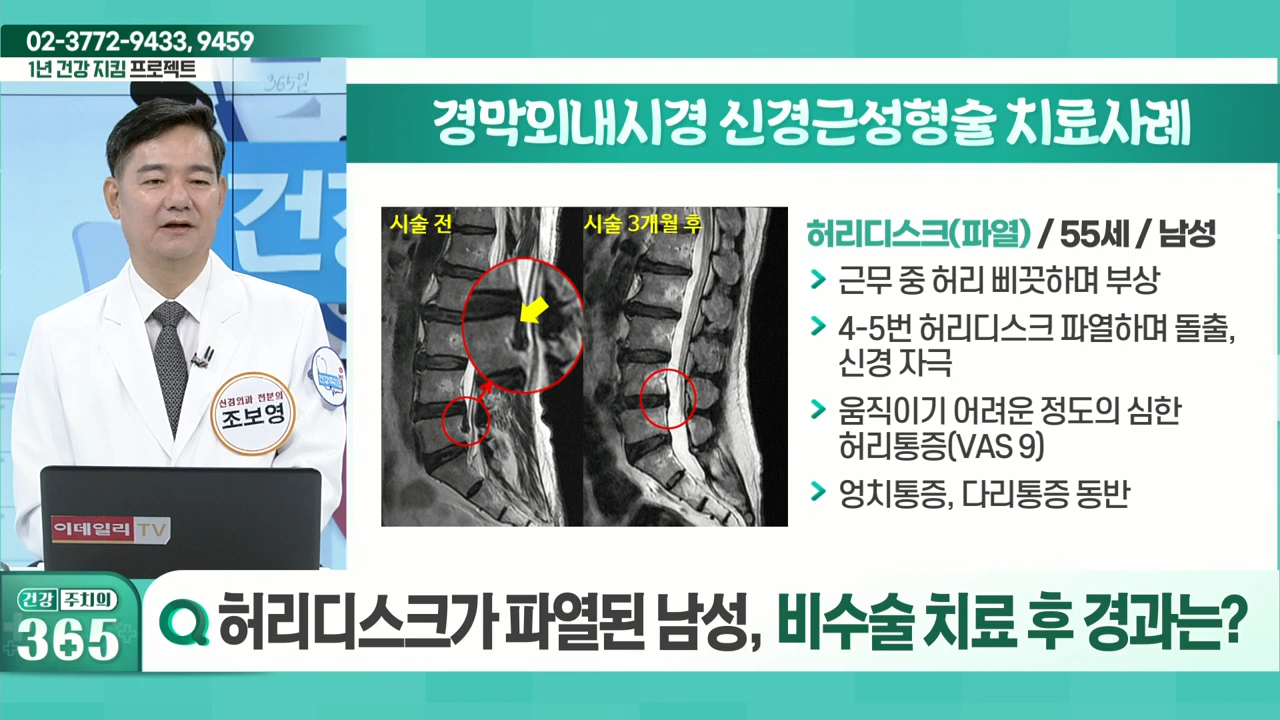 02-3772-9433, 9459
1년 건강 지킴 프로젝트
365일
건강
경막외내시경 신경근성형술 치료사례
시술 전
시술 3개월 후
허리디스크(파열) / 55세 / 남성
근무 중 허리 삐끗하며 부상
4-5번 허리디스크 파열하며 돌출,
신경 자극
움직이기 어려운 정도의 심한
허리통증(VAS 9)
엉치통증, 다리통증 동반
신경외과 전문의
조보영
이데일리 TV
건강 주치의
365
Q 허리디스크가 파열된 남성, 비수술 치료 후 경과는?